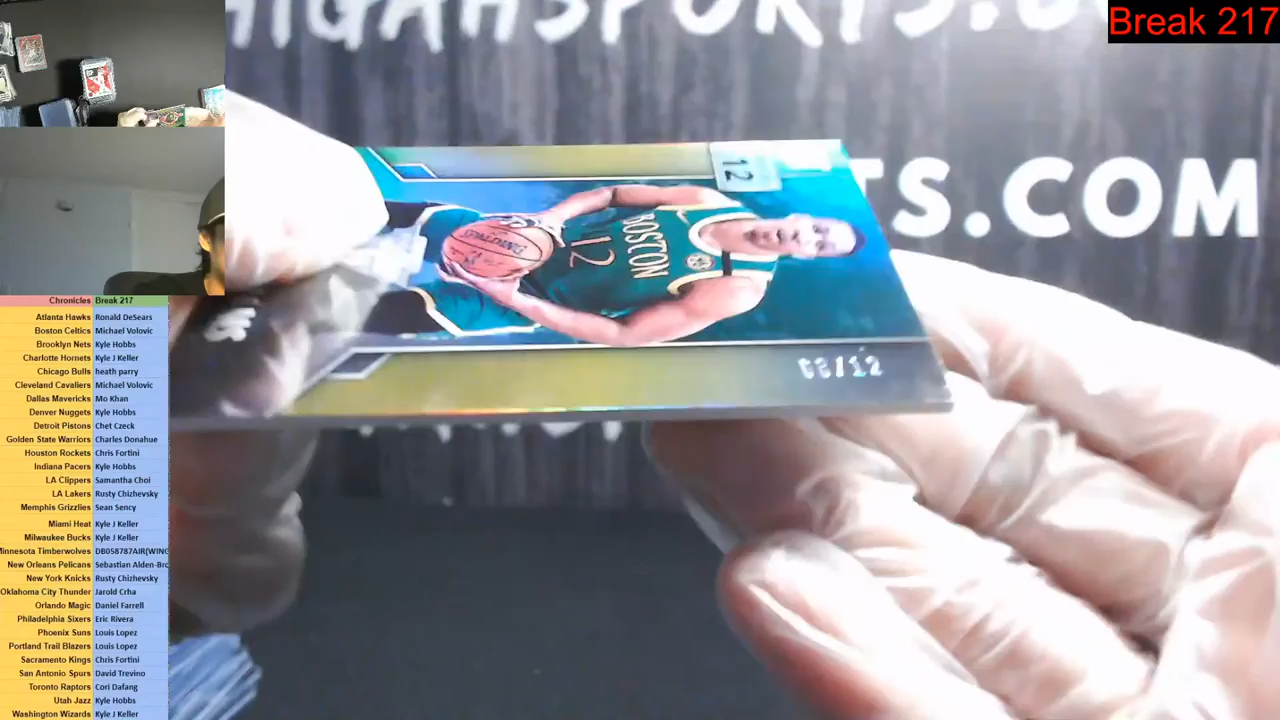 HIGAHSPORTS.C
Break 217
TS.COM
12
BOSTON
12
SPALDING
08/12
Chronicles Break 217
Atlanta Hawks Ronald DeSears
Boston Celtics Michael Volovic
Brooklyn Nets Kyle Hobbs
Charlotte Hornets Kyle J Keller
Chicago Bulls heath parry
Cleveland Cavaliers Michael Volovic
Dallas Mavericks Mo Khan
Denver Nuggets Kyle Hobbs
Detroit Pistons Chet Czeck
Golden State Warriors Charles Donahue
Houston Rockets Chris Fortini
Indiana Pacers Kyle Hobbs
LA Clippers Samantha Choi
LA Lakers Rusty Chizhevsky
Memphis Grizzlies Sean Sency
Miami Heat Kyle J Keller
Milwaukee Bucks Kyle J Keller
Minnesota Timberwolves DB058787AIR(WING
New Orleans Pelicans Sebastian Alden-Bro
New York Knicks Rusty Chizhevsky
Oklahoma City Thunder Jarold Crha
Orlando Magic Daniel Farrell
Philadelphia Sixers Eric Rivera
Phoenix Suns Louis Lopez
Portland Trail Blazers Louis Lopez
Sacramento Kings Chris Fortini
San Antonio Spurs David Trevino
Toronto Raptors Cori Dafang
Utah Jazz Kyle Hobbs
Washington Wizards Kyle J Keller